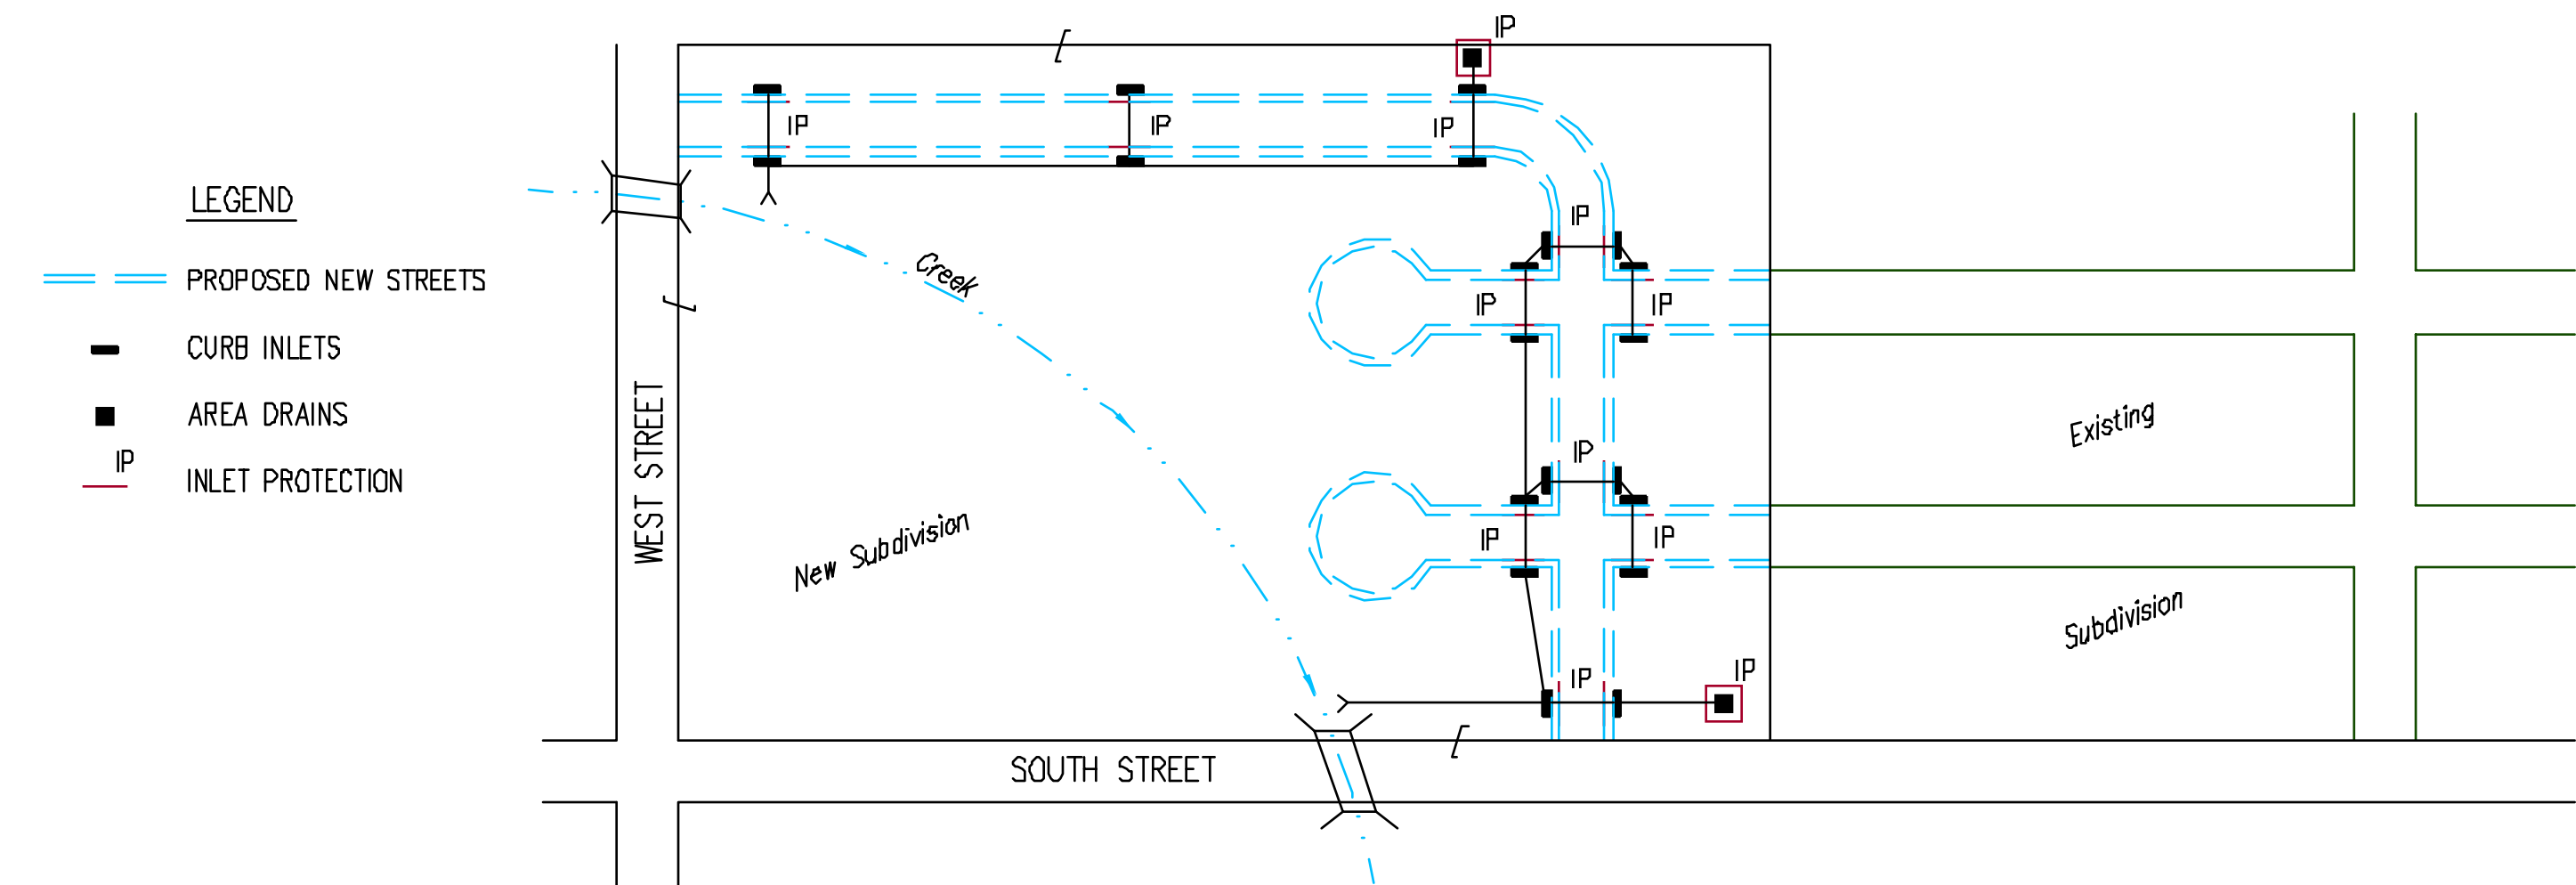 LEGEND
PROPOSED NEW STREETS
CURB INLETS
AREA DRAINS
IP
INLET PROTECTION
IP
IP
IP
IP
IP
IP
IP
IP
IP
IP
IP
IP
Creek
WEST STREET
New Subdivision
SOUTH STREET
Existing
Subdivision